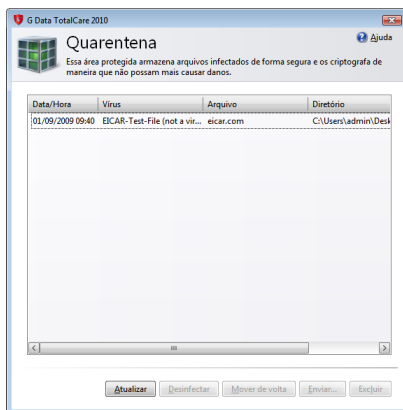 G Data TotalCare 2010
Quarentena
Ajuda
Essa área protegida armazena arquivos infectados de forma segura e os criptografa de
maneira que não possam mais causar danos.
Data/Hora Vírus Arquivo Diretório
01/09/2009 09:40 EICAR-Test-File (not a vir... eicar.com C:\Users\admin\Desk
Atualizar Desinfectar Mover de volta Enviar... Excluir